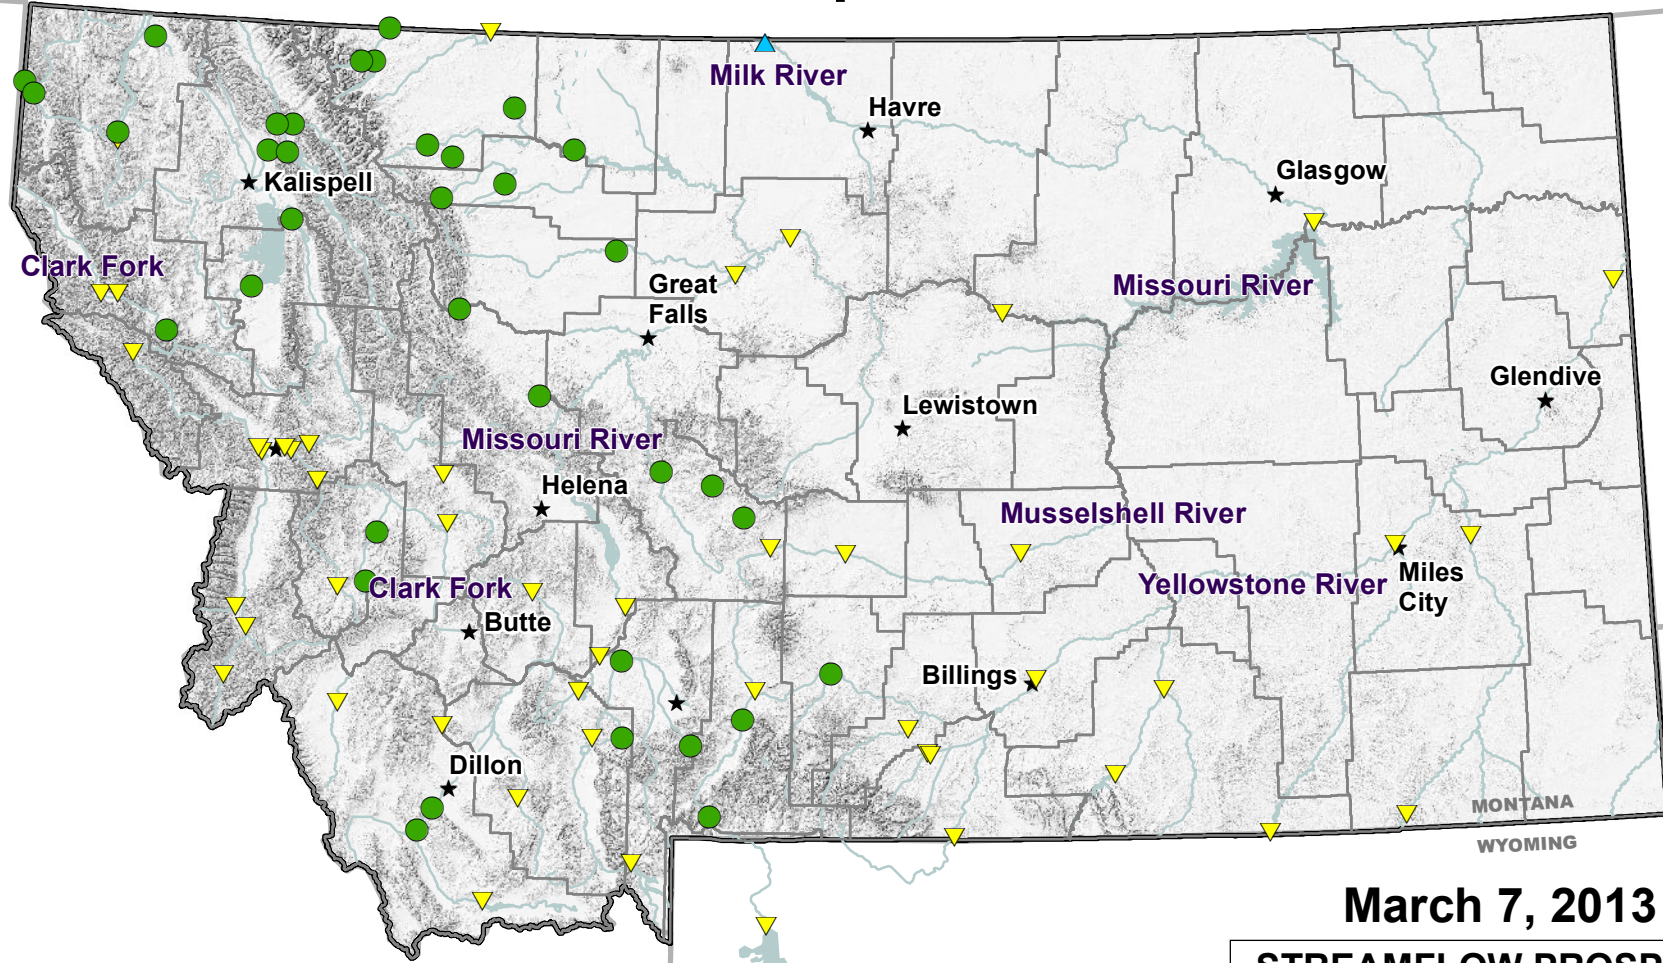 Milk River
Havre
Glasgow
Kalispell
Clark Fork
Great
Falls
Missouri River
Glendive
Lewistown
Missouri River
Helena
Musselshell River
Clark Fork
Yellowstone River
Miles
City
Butte
Billings
Dillon
MONTANA
WYOMING
March 7, 2013